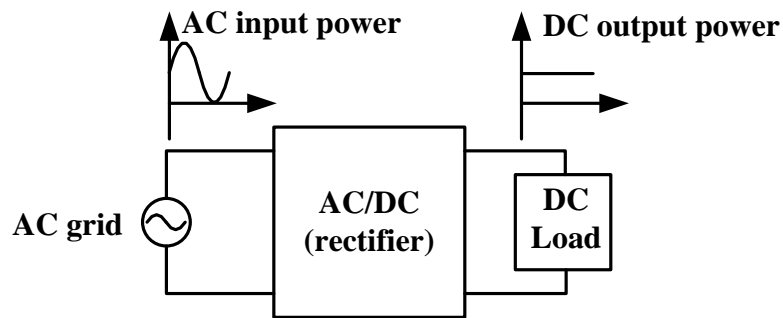 AC input power
DC output power
AC grid
AC/DC
(rectifier)
DC
Load